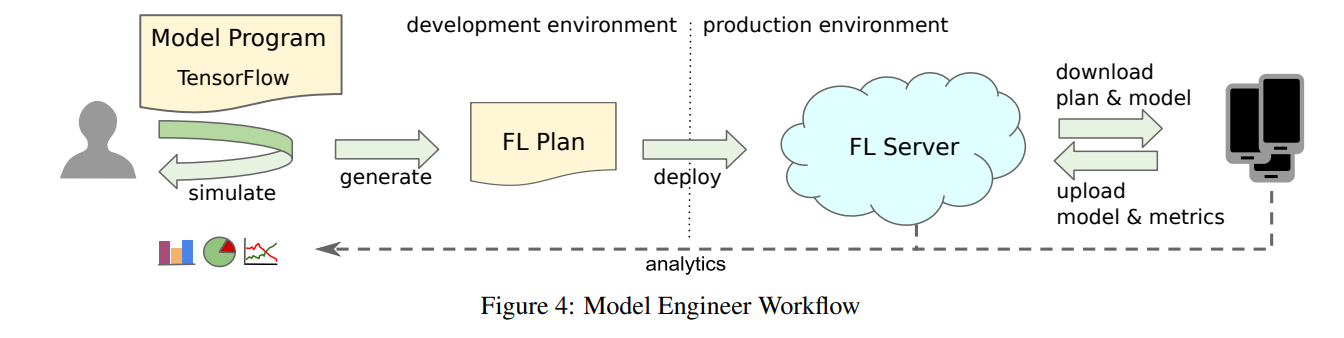 Model Program
TensorFlow
simulate
generate
development environment
FL Plan
deploy
production environment
FL Server
download
plan & model
upload
model & metrics
analytics
Figure 4: Model Engineer Workflow